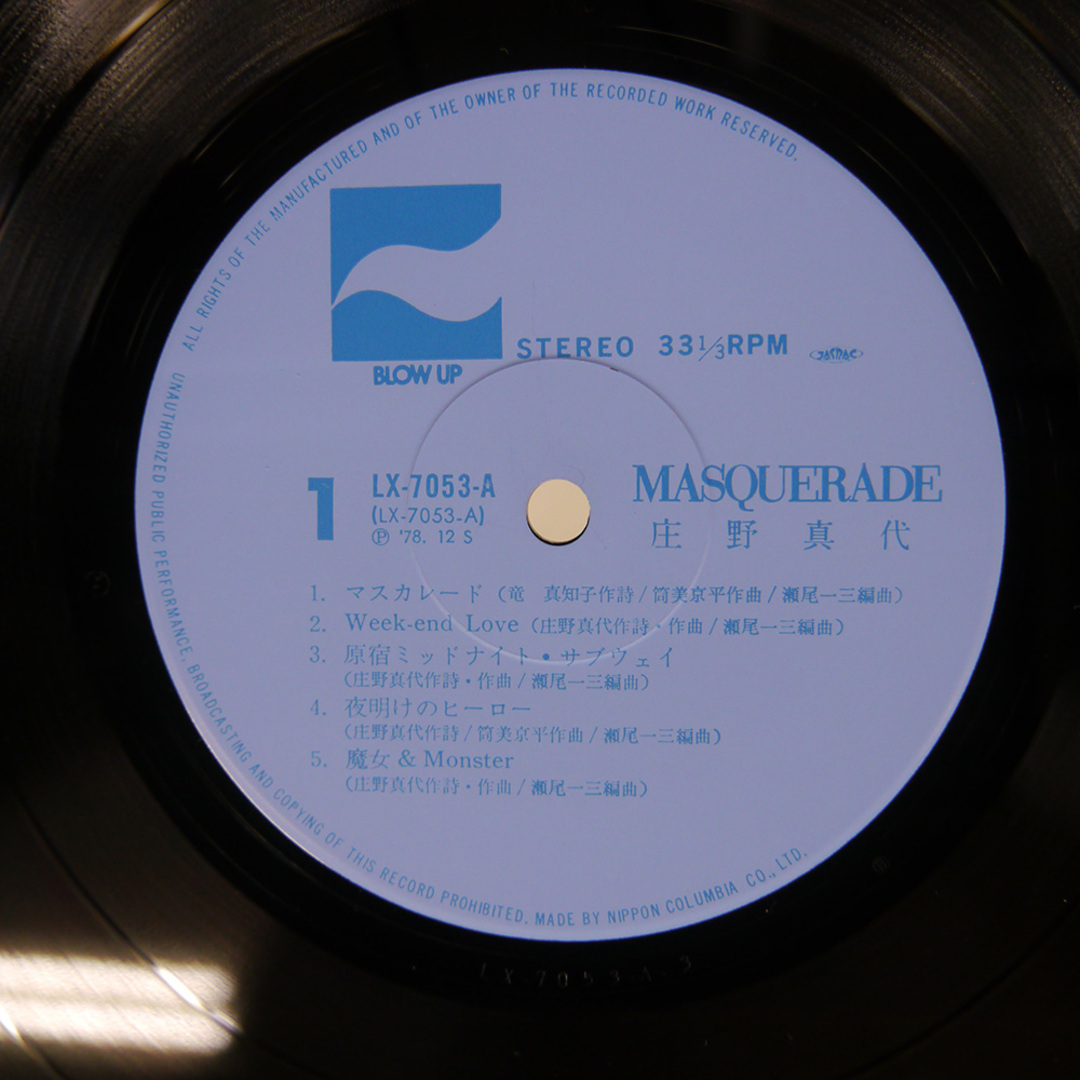 ALL RIGHTS OF THE MANUFACTURED AND OF THE OWNER OF THE RECORDED WORK RESERVED.
BLOW UP
STEREO 33 1/3 RPM
JASRAC
1
LX-7053-A
(LX-7053-A)
Ⓟ '78. 12 S
MASQUERADE
庄野真代
1. マスカレード (竜 真知子作詩/筒美京平作曲/瀬尾一三編曲)
2. Week-end Love (庄野真代作詩・作曲/瀬尾一三編曲)
3. 原宿ミッドナイト・サブウェイ
(庄野真代作詩・作曲/瀬尾一三編曲)
4. 夜明けのヒーロー
(庄野真代作詩/筒美京平作曲/瀬尾一三編曲)
5. 魔女 & Monster
(庄野真代作詩・作曲/瀬尾一三編曲)
UNAUTHORIZED PUBLIC PERFORMANCE, BROADCASTING AND COPYING OF THIS RECORD PROHIBITED. MADE BY NIPPON COLUMBIA CO., LTD.
LX-7053A-3